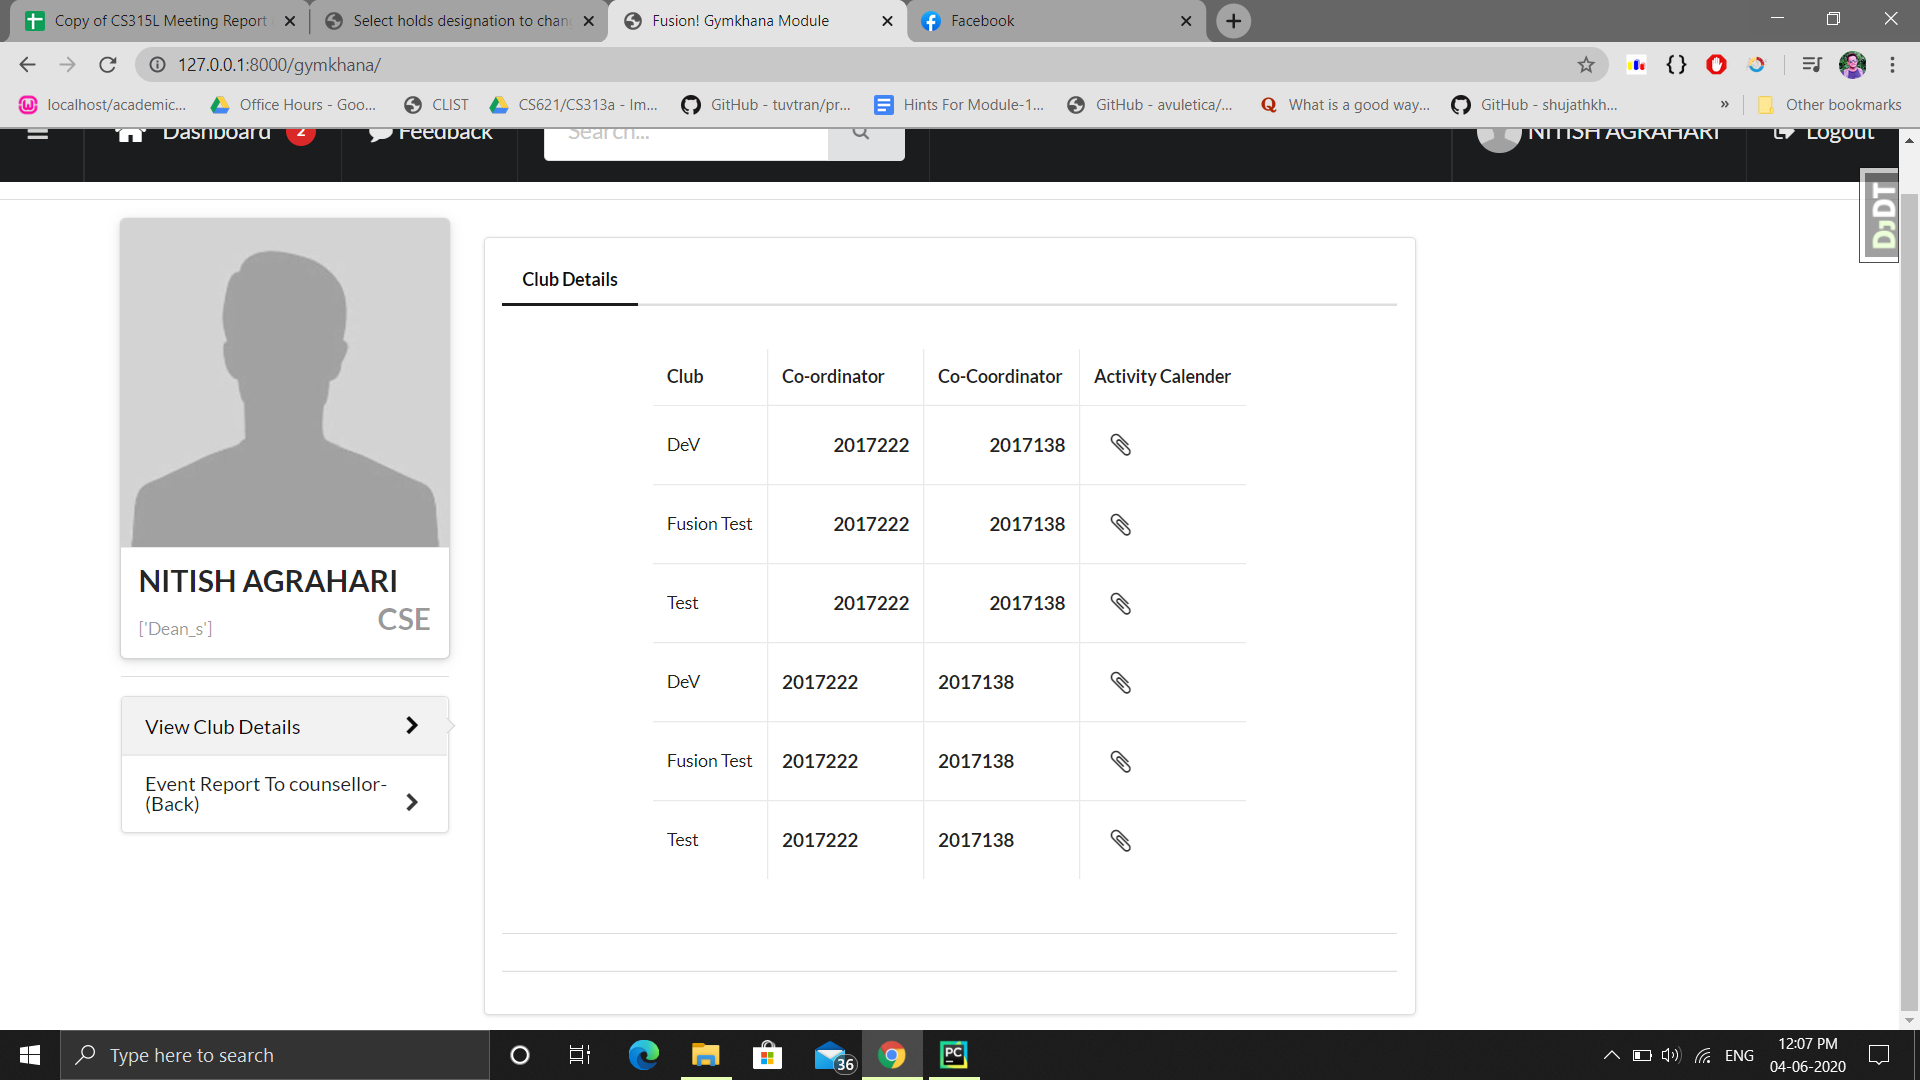 Copy of CS315L Meeting Report
Select holds designation to chan
Fusion! Gymkhana Module
Facebook
127.0.0.1:8000/gymkhana/
localhost/academic...
Office Hours - Goo...
CLIST
CS621/CS313a - Im...
GitHub - tuvtran/pr...
Hints For Module-1...
GitHub - avuletica/...
What is a good way...
GitHub - shujathkh...
»
Other bookmarks
Dashboard 2
Feedback
Search...
NITISH AGRAHARI
Logout
DjDT
NITISH AGRAHARI
CSE
['Dean_s']
View Club Details
Event Report To counsellor-
(Back)
Club Details
Club Co-ordinator Co-Coordinator Activity Calender
DeV 2017222 2017138
Fusion Test 2017222 2017138
Test 2017222 2017138
DeV 2017222 2017138
Fusion Test 2017222 2017138
Test 2017222 2017138
Type here to search
36
PC
ENG
12:07 PM
04-06-2020